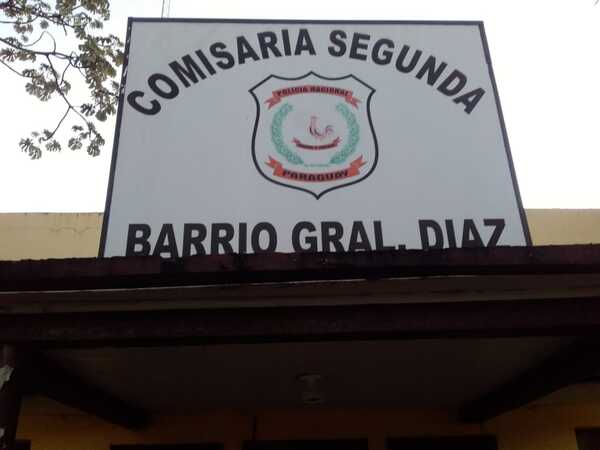 COMISARIA SEGUNDA
POLICIA NACIONAL
PARAGUAY
BARRIO GRAL. DIAZ